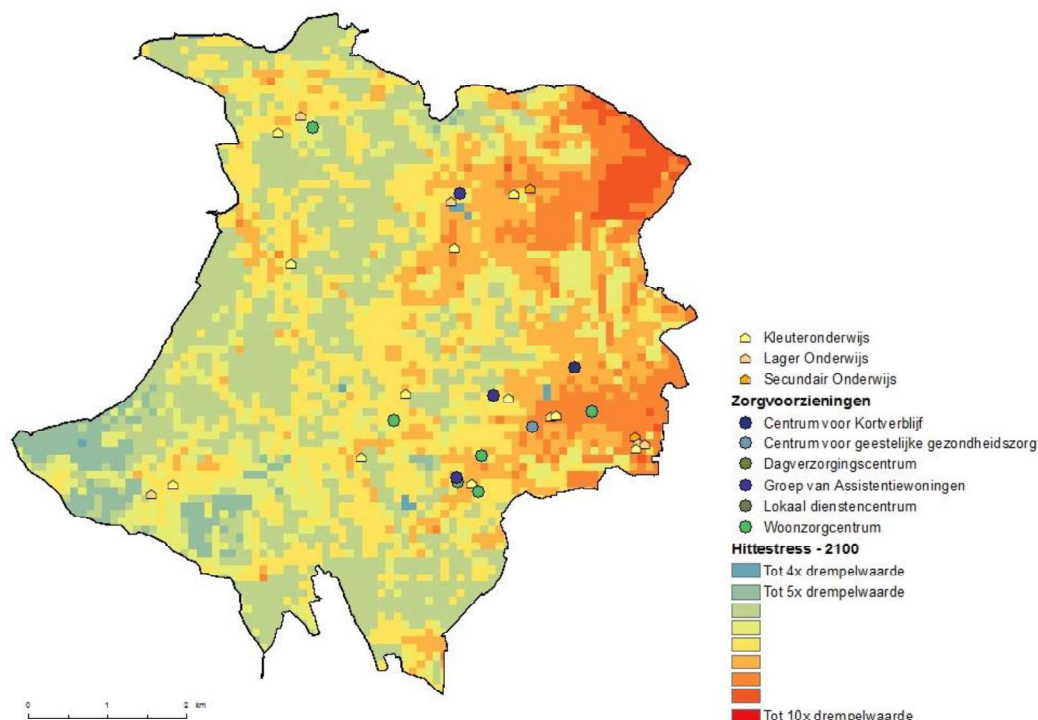 Kleuteronderwijs
Lager Onderwijs
Secundair Onderwijs
Zorgvoorzieningen
Centrum voor Kortverblijf
Centrum voor geestelijke gezondheidszorg
Dagverzorgingscentrum
Groep van Assistentiewoningen
Lokaal dienstencentrum
Woonzorgcentrum
Hittestress - 2100
Tot 4x drempelwaarde
Tot 5x drempelwaarde
Tot 10x drempelwaarde
0 1 2 km